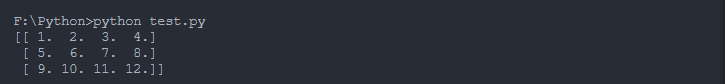 F:\Python>python test.py
[[ 1.  2.  3.  4.]
 [ 5.  6.  7.  8.]
 [ 9. 10. 11. 12.]]